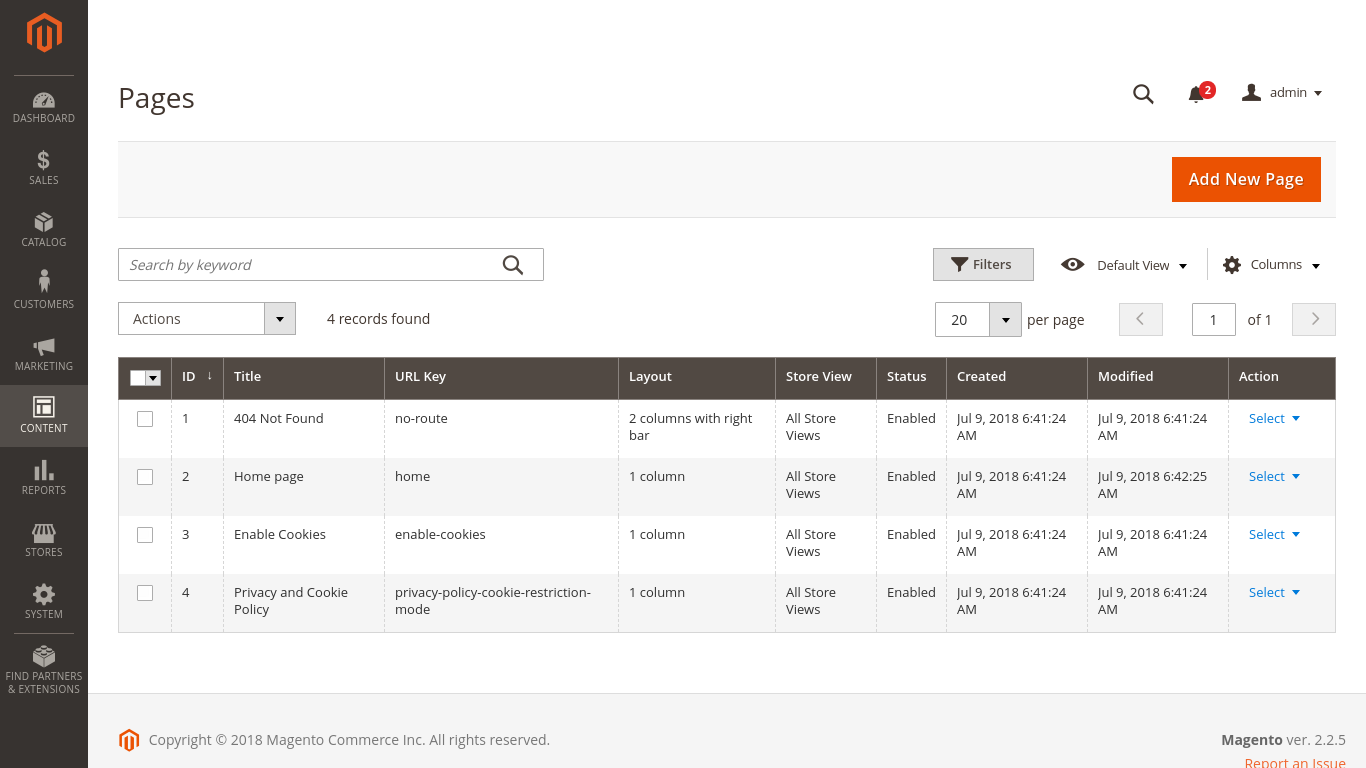 DASHBOARD
SALES
CATALOG
CUSTOMERS
MARKETING
CONTENT
REPORTS
STORES
SYSTEM
FIND PARTNERS
& EXTENSIONS
Pages
2
admin
Add New Page
Search by keyword
Filters
Default View
Columns
Actions
4 records found
20
per page
1
of 1
ID ↓ Title URL Key Layout Store View Status Created Modified Action
1 404 Not Found no-route 2 columns with right All Store Enabled Jul 9, 2018 6:41:24 Jul 9, 2018 6:41:24 Select
bar Views AM AM
2 Home page home 1 column All Store Enabled Jul 9, 2018 6:41:24 Jul 9, 2018 6:42:25 Select
Views AM AM
3 Enable Cookies enable-cookies 1 column All Store Enabled Jul 9, 2018 6:41:24 Jul 9, 2018 6:41:24 Select
Views AM AM
4 Privacy and Cookie privacy-policy-cookie-restriction- 1 column All Store Enabled Jul 9, 2018 6:41:24 Jul 9, 2018 6:41:24 Select
Policy mode Views AM AM
Copyright © 2018 Magento Commerce Inc. All rights reserved.
Magento ver. 2.2.5
Report an Issue